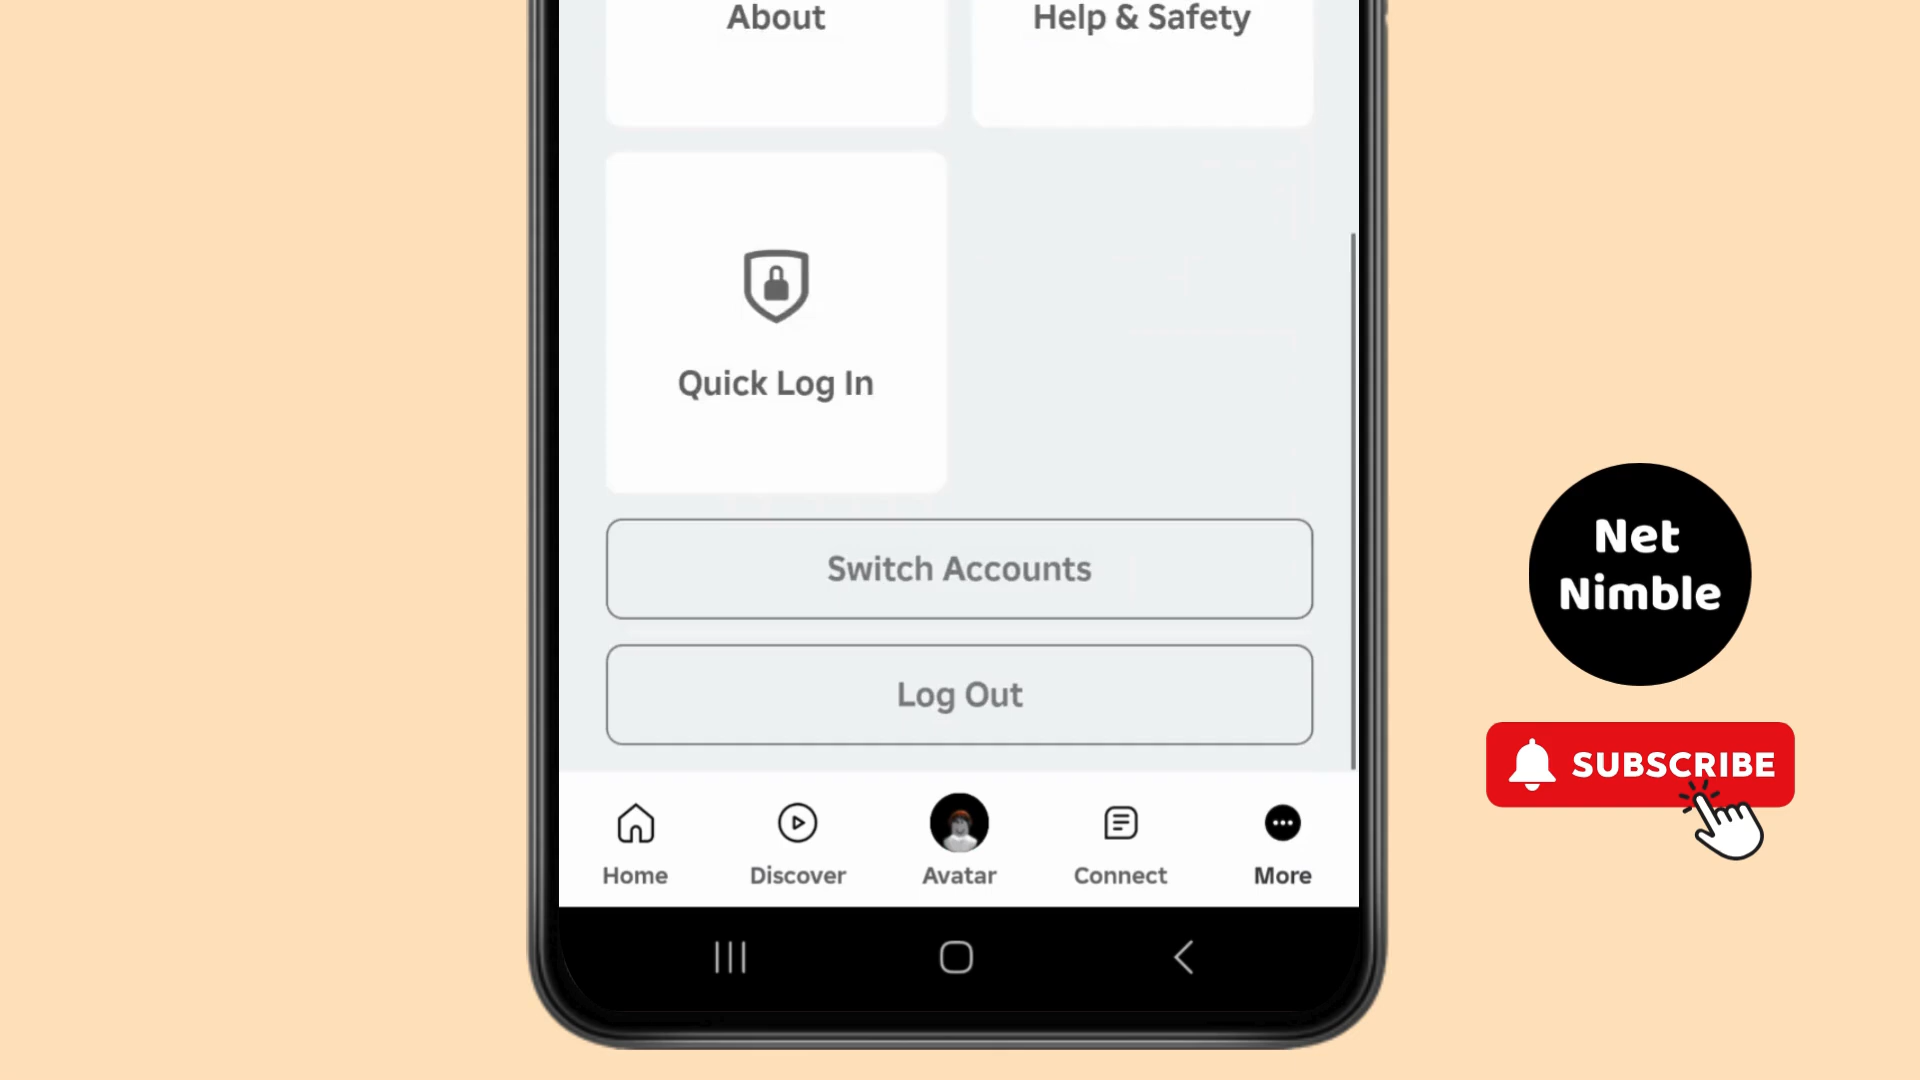 About
Help & Safety
Quick Log In
Switch Accounts
Log Out
Home
Discover
Avatar
Connect
More
Net
Nimble
SUBSCRIBE